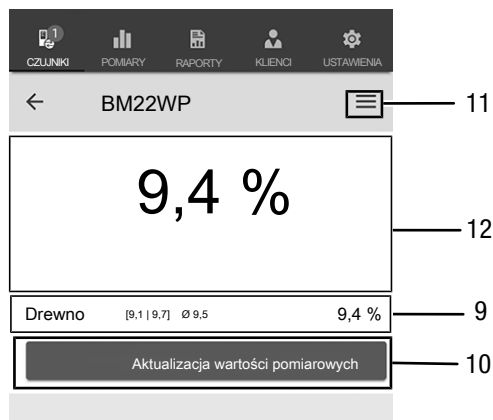 1
CZUJNIKI POMIARY RAPORTY KLIENCI USTAWIENIA
BM22WP
11
9,4 %
12
Drewno [9,1 | 9,7] Ø 9,5 9,4 %
9
Aktualizacja wartości pomiarowych
10